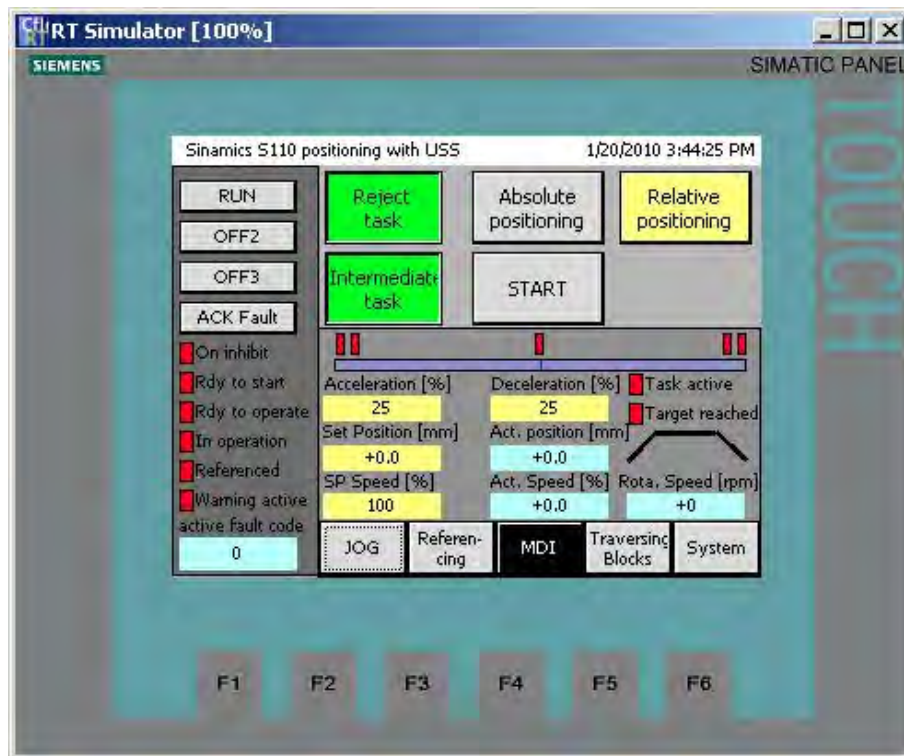 RT Simulator [100%]
SIEMENS
SIMATIC PANEL
TOUCH
Sinamics S110 positioning with USS 1/20/2010 3:44:25 PM
RUN
OFF2
OFF3
ACK Fault
On inhibit
Rdy to start
Rdy to operate
In operation
Referenced
Warning active
active fault code
0
Reject
task
Absolute
positioning
Relative
positioning
Intermediate
task
START
Acceleration [%]
25
Deceleration [%]
25
Task active
Target reached
Set Position [mm]
+0.0
Act. position [mm]
+0.0
SP Speed [%]
100
Act. Speed [%]
+0.0
Rota. Speed [rpm]
+0
JOG
Referen-
cing
MDI
Traversing
Blocks
System
F1 F2 F3 F4 F5 F6